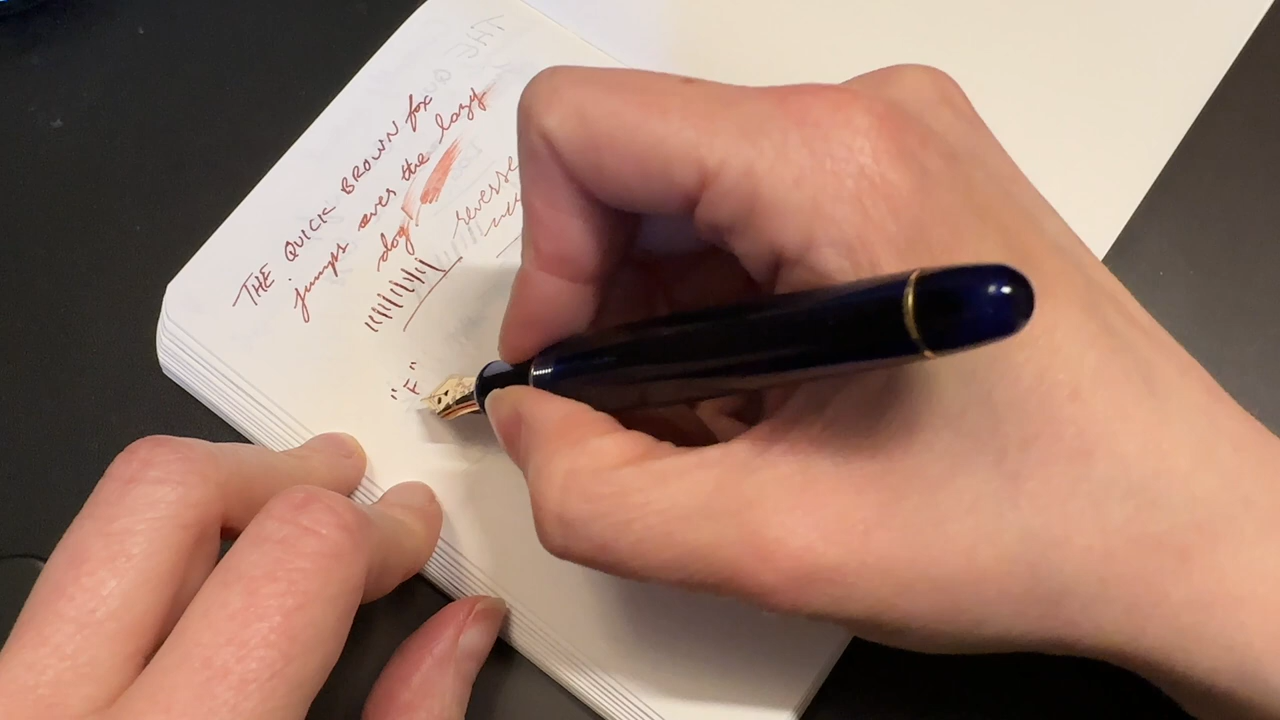 THE QUICK BROWN fox
jumps over the lazy
dog
reverse
"F"